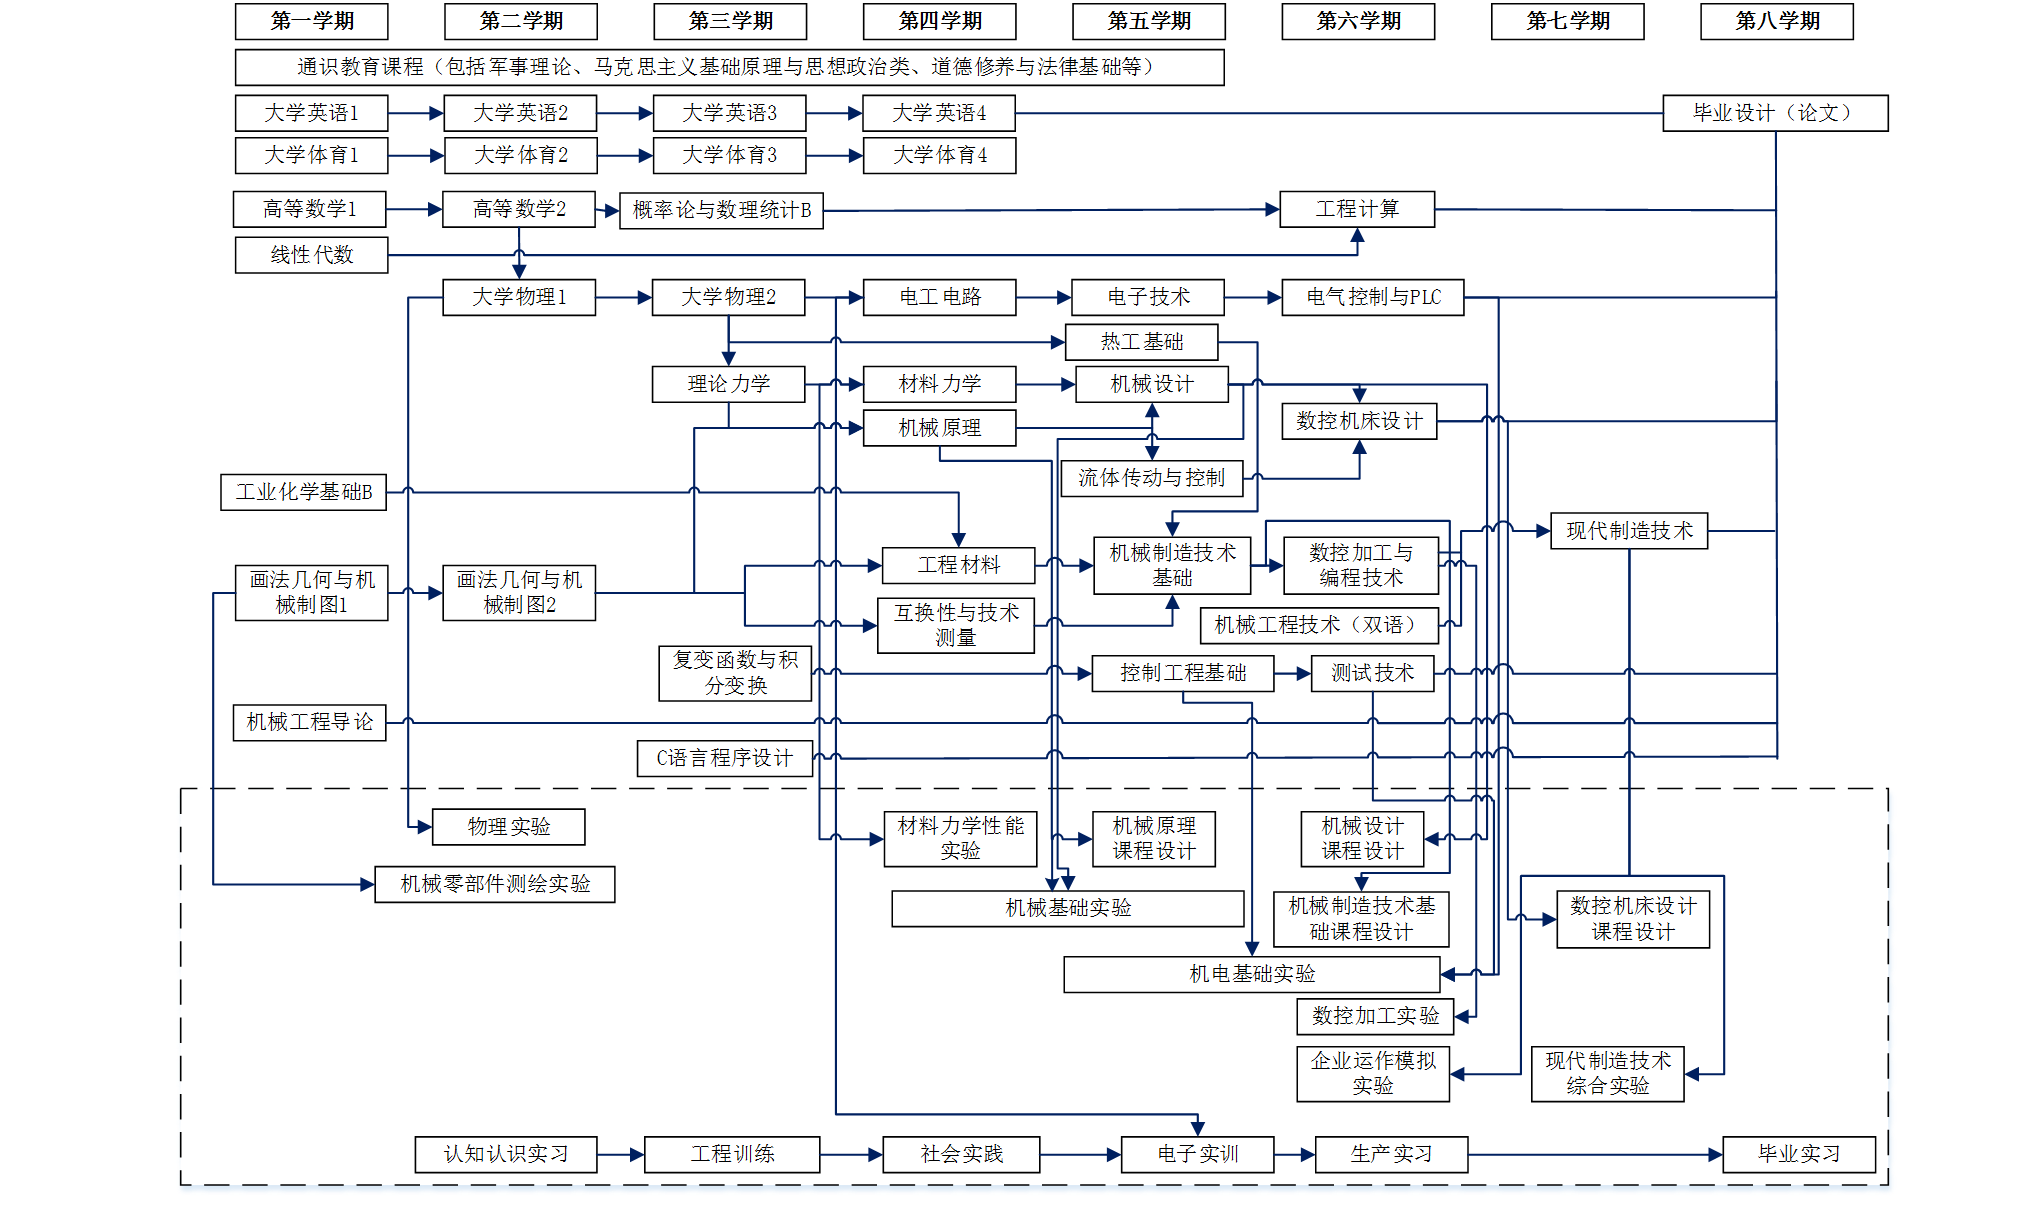 第一学期
第二学期
第三学期
第四学期
第五学期
第六学期
第七学期
第八学期
通识教育课程（包括军事理论、马克思主义基础原理与思想政治类、道德修养与法律基础等）
大学英语1
大学英语2
大学英语3
大学英语4
毕业设计（论文）
大学体育1
大学体育2
大学体育3
大学体育4
高等数学1
高等数学2
概率论与数理统计B
工程计算
线性代数
大学物理1
大学物理2
电工电路
电子技术
电气控制与PLC
热工基础
理论力学
材料力学
机械设计
数控机床设计
机械原理
流体传动与控制
工业化学基础B
现代制造技术
工程材料
机械制造技术
基础
数控加工与
编程技术
画法几何与机
械制图1
画法几何与机
械制图2
互换性与技术
测量
机械工程技术（双语）
复变函数与积
分变换
控制工程基础
测试技术
机械工程导论
C语言程序设计
物理实验
材料力学性能
实验
机械原理
课程设计
机械设计
课程设计
机械零部件测绘实验
机械基础实验
机械制造技术基
础课程设计
数控机床设计
课程设计
机电基础实验
数控加工实验
企业运作模拟
实验
现代制造技术
综合实验
认知认识实习
工程训练
社会实践
电子实训
生产实习
毕业实习